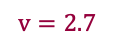 v = 2.7